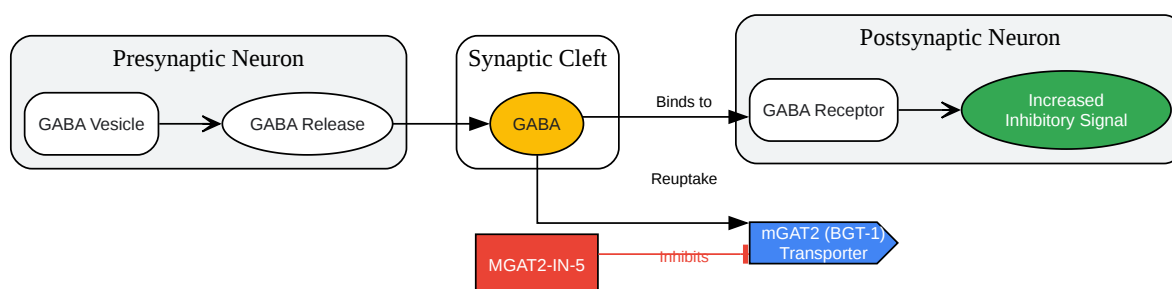 Presynaptic Neuron
Synaptic Cleft
Postsynaptic Neuron
GABA Vesicle
GABA Release
GABA
Binds to
GABA Receptor
Increased
Inhibitory Signal
Reuptake
mGAT2 (BGT-1)
Transporter
MGAT2-IN-5
Inhibits